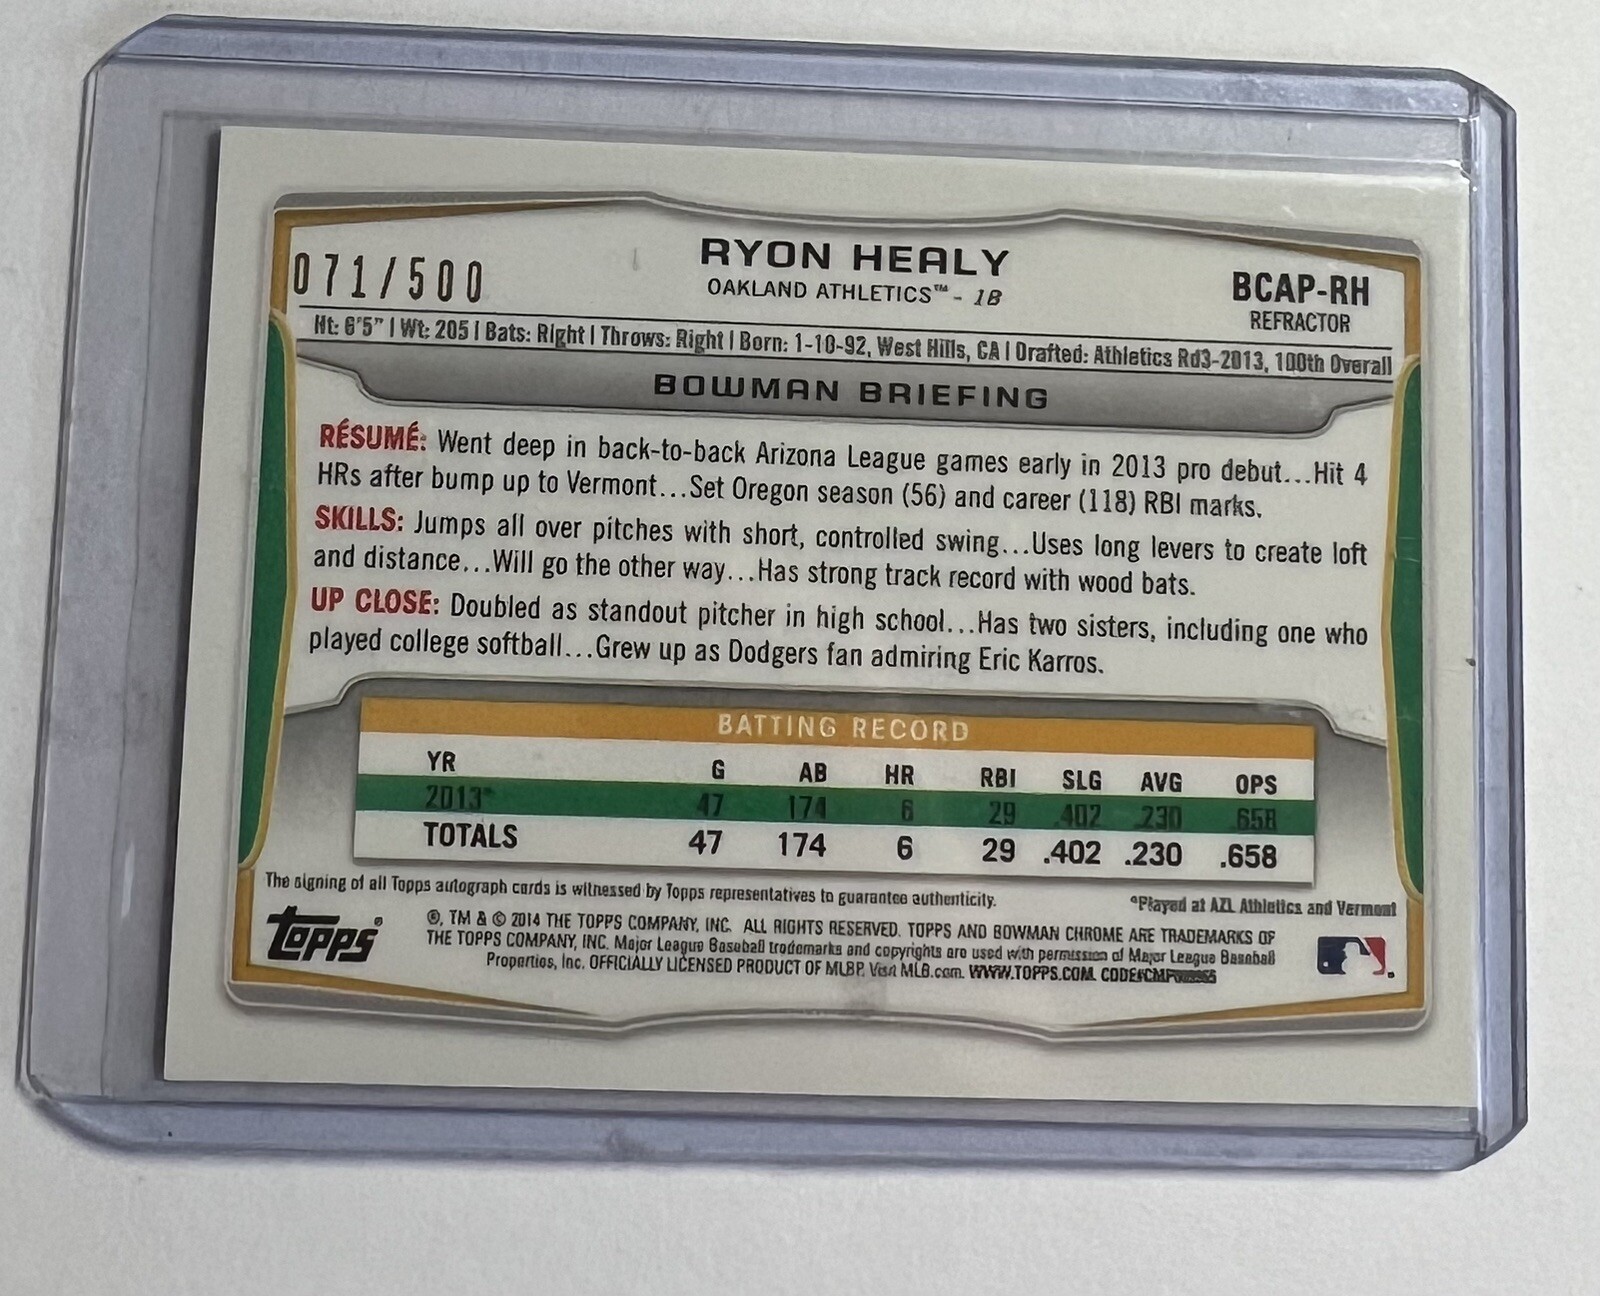 071/500
RYON HEALY
OAKLAND ATHLETICS™ - 1B
BCAP-RH
REFRACTOR
Ht: 6'5" | Wt: 205 | Bats: Right | Throws: Right | Born: 1-10-92, West Hills, CA | Drafted: Athletics Rd3-2013, 100th Overall
BOWMAN BRIEFING
RÉSUMÉ: Went deep in back-to-back Arizona League games early in 2013 pro debut...Hit 4
HRs after bump up to Vermont...Set Oregon season (56) and career (118) RBI marks.
SKILLS: Jumps all over pitches with short, controlled swing...Uses long levers to create loft
and distance...Will go the other way...Has strong track record with wood bats.
UP CLOSE: Doubled as standout pitcher in high school...Has two sisters, including one who
played college softball...Grew up as Dodgers fan admiring Eric Karros.
BATTING RECORD
YR G AB HR RBI SLG AVG OPS
2013* 47 174 6 29 .402 .230 .658
TOTALS 47 174 6 29 .402 .230 .658
The signing of all Topps autograph cards is witnessed by Topps representatives to guarantee authenticity.
*Played at AZL Athletics and Vermont
Topps®
®, TM & © 2014 THE TOPPS COMPANY, INC. ALL RIGHTS RESERVED. TOPPS AND BOWMAN CHROME ARE TRADEMARKS OF
THE TOPPS COMPANY, INC. Major League Baseball trademarks and copyrights are used with permission of Major League Baseball
Properties, Inc. OFFICIALLY LICENSED PRODUCT OF MLBP. Visit MLB.com. WWW.TOPPS.COM.